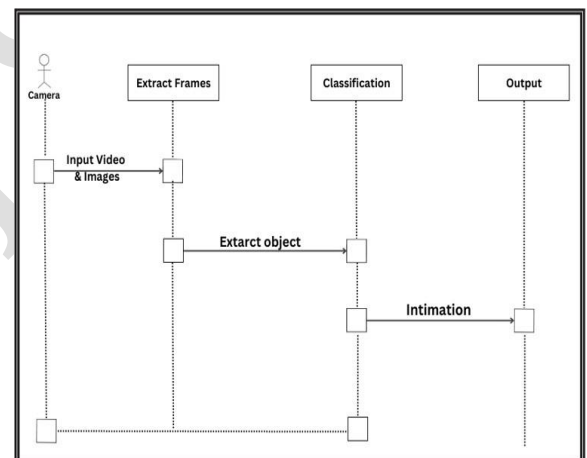 Camera
Extract Frames
Classification
Output
Input Video
& Images
Extarct object
Intimation